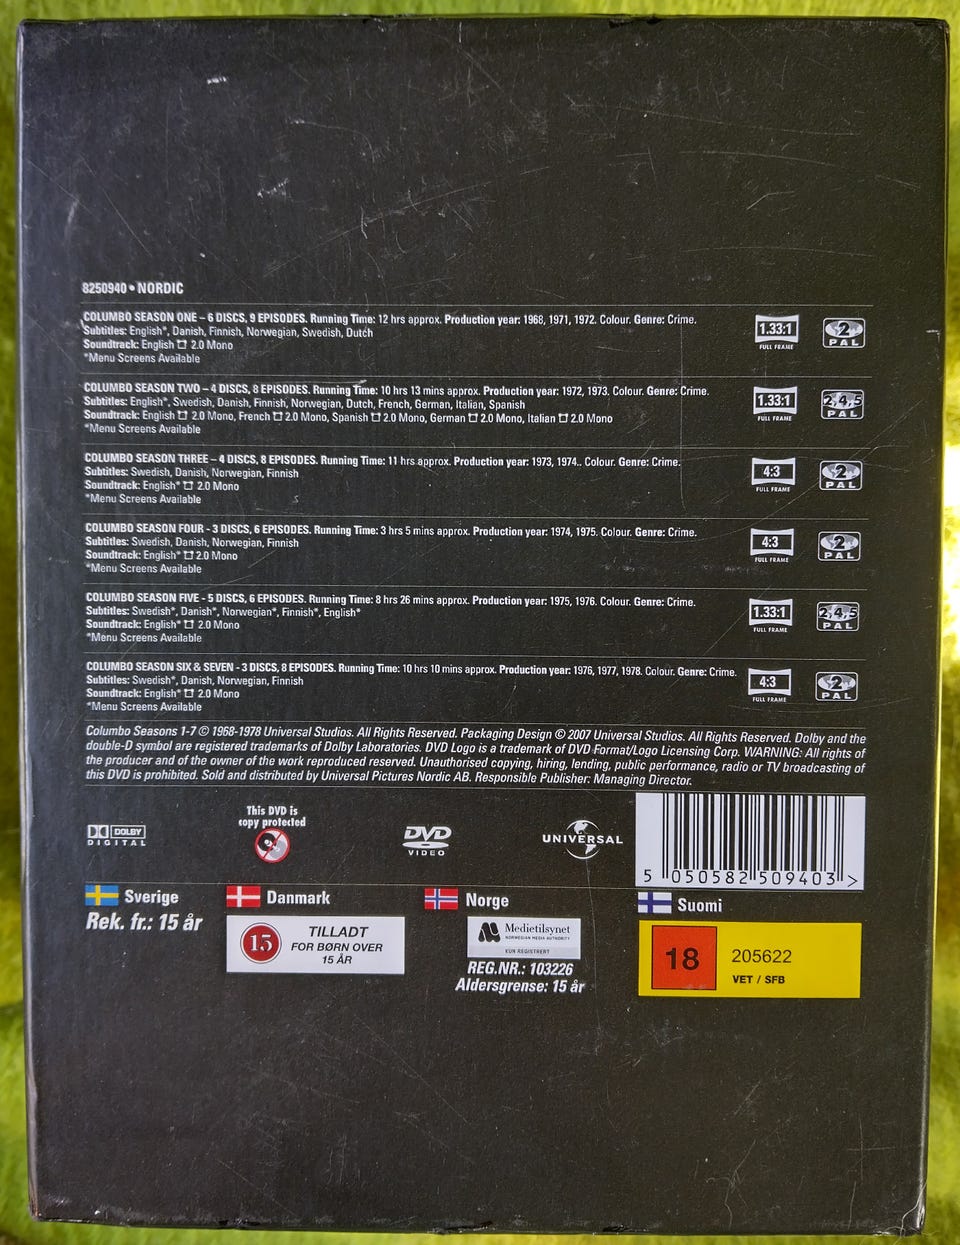 8250940 • NORDIC
COLUMBO SEASON ONE – 6 DISCS, 9 EPISODES. Running Time: 12 hrs approx. Production year: 1968, 1971, 1972. Colour. Genre: Crime.
Subtitles: English*, Danish, Finnish, Norwegian, Swedish, Dutch
Soundtrack: English 2.0 Mono
*Menu Screens Available
1.33:1
FULL FRAME
2
PAL
COLUMBO SEASON TWO – 4 DISCS, 8 EPISODES. Running Time: 10 hrs 13 mins approx. Production year: 1972, 1973. Colour. Genre: Crime.
Subtitles: English*, Swedish, Danish, Finnish, Norwegian, Dutch, French, German, Italian, Spanish
Soundtrack: English 2.0 Mono, French 2.0 Mono, Spanish 2.0 Mono, German 2.0 Mono, Italian 2.0 Mono
*Menu Screens Available
1.33:1
FULL FRAME
2,4,5
PAL
COLUMBO SEASON THREE – 4 DISCS, 8 EPISODES. Running Time: 11 hrs approx. Production year: 1973, 1974.. Colour. Genre: Crime.
Subtitles: Swedish, Danish, Norwegian, Finnish
Soundtrack: English* 2.0 Mono
*Menu Screens Available
4:3
FULL FRAME
2
PAL
COLUMBO SEASON FOUR - 3 DISCS, 6 EPISODES. Running Time: 3 hrs 5 mins approx. Production year: 1974, 1975. Colour. Genre: Crime.
Subtitles: Swedish, Danish, Norwegian, Finnish
Soundtrack: English* 2.0 Mono
*Menu Screens Available
4:3
FULL FRAME
2
PAL
COLUMBO SEASON FIVE - 5 DISCS, 6 EPISODES. Running Time: 8 hrs 26 mins approx. Production year: 1975, 1976. Colour. Genre: Crime.
Subtitles: Swedish*, Danish*, Norwegian*, Finnish*, English*
Soundtrack: English* 2.0 Mono
*Menu Screens Available
1.33:1
FULL FRAME
2,4,5
PAL
COLUMBO SEASON SIX & SEVEN - 3 DISCS, 8 EPISODES. Running Time: 10 hrs 10 mins approx. Production year: 1976, 1977, 1978. Colour. Genre: Crime.
Subtitles: Swedish*, Danish, Norwegian, Finnish
Soundtrack: English* 2.0 Mono
*Menu Screens Available
4:3
FULL FRAME
2
PAL
Columbo Seasons 1-7 © 1968-1978 Universal Studios. All Rights Reserved. Packaging Design © 2007 Universal Studios. All Rights Reserved. Dolby and the
double-D symbol are registered trademarks of Dolby Laboratories. DVD Logo is a trademark of DVD Format/Logo Licensing Corp. WARNING: All rights of
the producer and of the owner of the work reproduced reserved. Unauthorised copying, hiring, lending, public performance, radio or TV broadcasting of
this DVD is prohibited. Sold and distributed by Universal Pictures Nordic AB. Responsible Publisher: Managing Director.
DOLBY
DIGITAL
This DVD is
copy protected
DVD
VIDEO
UNIVERSAL
5 050582 509403 >
Sverige
Rek. fr.: 15 år
Danmark
15
TILLADT
FOR BØRN OVER
15 ÅR
Norge
Medietilsynet
NORWEGIAN MEDIA AUTHORITY
KUN REGISTRERT
REG.NR.: 103226
Aldersgrense: 15 år
Suomi
18
205622
VET / SFB